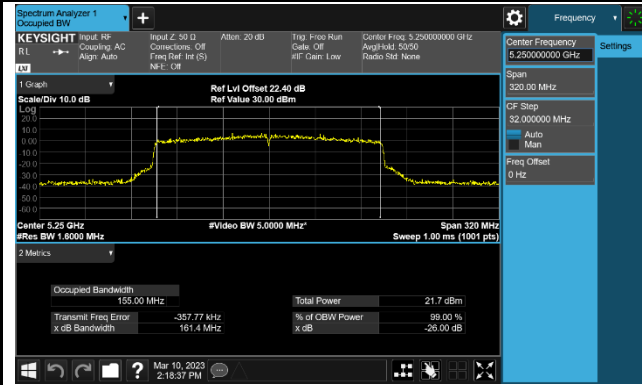 Spectrum Analyzer 1
Occupied BW
Frequency
KEYSIGHT
RL
Input: RF
Coupling: AC
Align: Auto
Input Z: 50 Ω
Corrections: Off
Freq Ref: Int (S)
NFE: Off
Atten: 20 dB
Trig: Free Run
Gate: Off
#IF Gain: Low
Center Freq: 5.250000000 GHz
Avg|Hold: 50/50
Radio Std: None
LXI
1 Graph
Scale/Div 10.0 dB
Ref Lvl Offset 22.40 dB
Ref Value 30.00 dBm
Log
20.0
10.0
0.00
-10.0
-20.0
-30.0
-40.0
-50.0
-60.0
Center 5.25 GHz
#Res BW 1.6000 MHz
#Video BW 5.0000 MHz*
Span 320 MHz
Sweep 1.00 ms (1001 pts)
2 Metrics
Occupied Bandwidth
155.00 MHz
Transmit Freq Error -357.77 kHz
x dB Bandwidth 161.4 MHz
Total Power 21.7 dBm
% of OBW Power 99.00 %
x dB -26.00 dB
Mar 10, 2023
2:18:37 PM
Center Frequency
5.250000000 GHz
Span
320.00 MHz
CF Step
32.000000 MHz
Auto
Man
Freq Offset
0 Hz
Settings